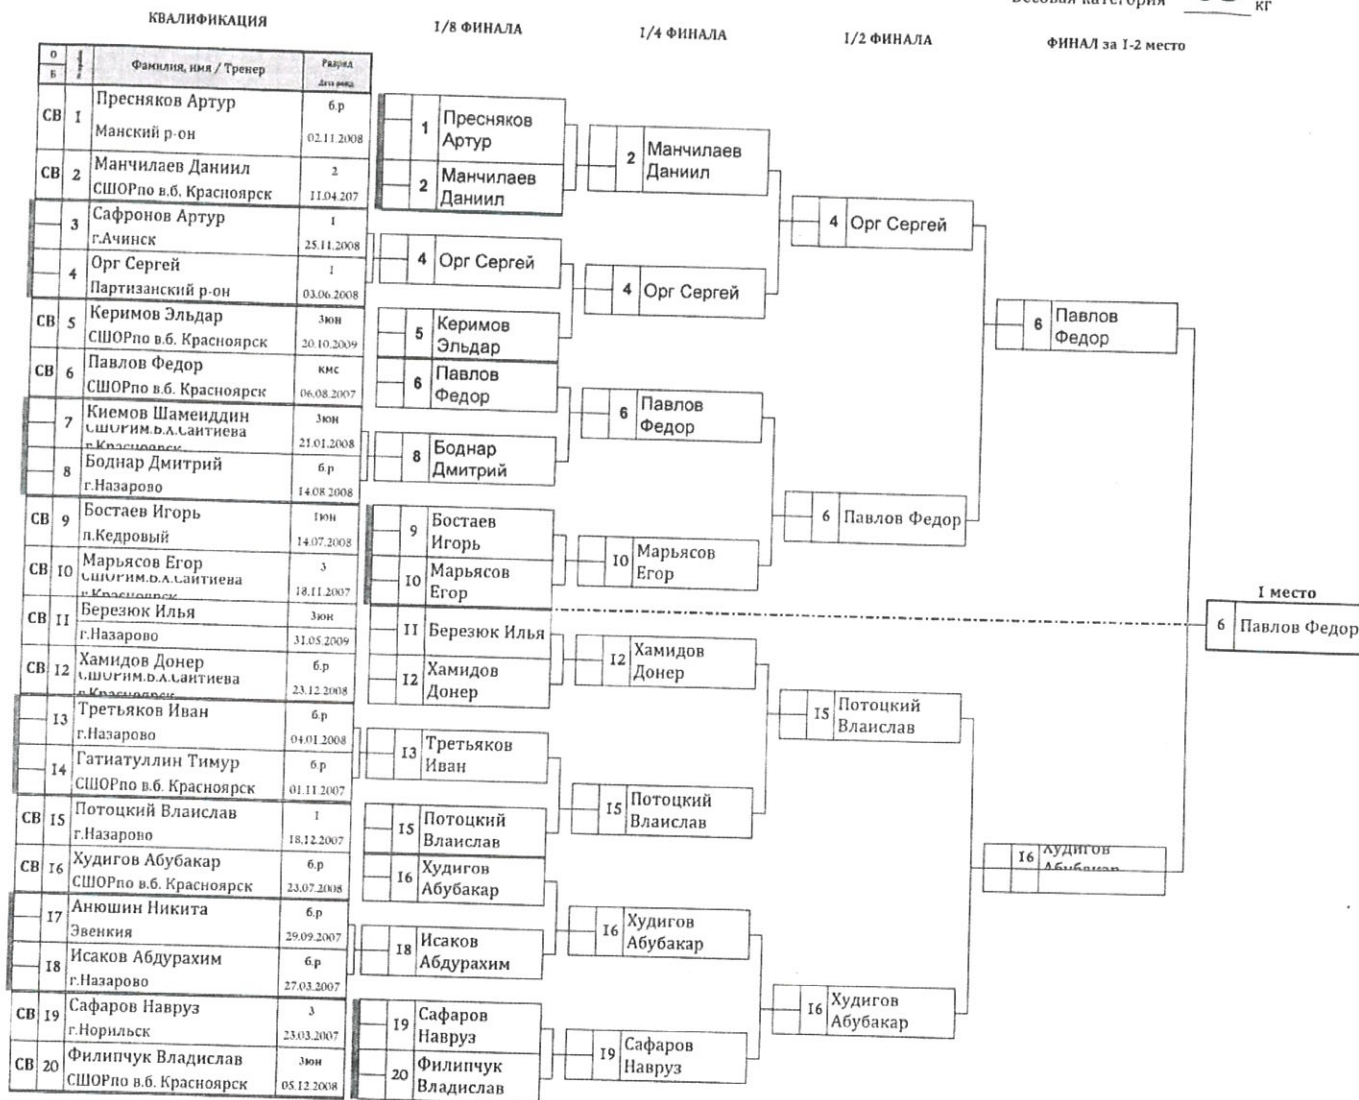 Весовая категория кг
КВАЛИФИКАЦИЯ
1/8 ФИНАЛА
1/4 ФИНАЛА
1/2 ФИНАЛА
ФИНАЛ за 1-2 место
О
Б
Фамилия, имя / Тренер
Разряд
СВ 1 Пресняков Артур б.р
Манский р-он 02.11.2008
СВ 2 Манчилаев Даниил 2
СШОРпо в.б. Красноярск 11.04.207
3 Сафронов Артур 1
г.Ачинск 25.11.2008
4 Орг Сергей 1
Партизанский р-он 03.06.2008
СВ 5 Керимов Эльдар 3юн
СШОРпо в.б. Красноярск 20.10.2009
СВ 6 Павлов Федор кмс
СШОРпо в.б. Красноярск 06.08.2007
7 Киемов Шамеиддин 3юн
21.01.2008
8 Боднар Дмитрий б.р
г.Назарово 14.08.2008
СВ 9 Бостаев Игорь 1юн
п.Кедровый 14.07.2008
СВ 10 Марьясов Егор 3
18.11.2007
СВ 11 Березюк Илья 3юн
г.Назарово 31.05.2009
СВ 12 Хамидов Донер б.р
23.12.2008
13 Третьяков Иван б.р
г.Назарово 04.01.2008
14 Гатиатуллин Тимур б.р
СШОРпо в.б. Красноярск 01.11.2007
СВ 15 Потоцкий Влаислав 1
г.Назарово 18.12.2007
СВ 16 Худигов Абубакар б.р
СШОРпо в.б. Красноярск 23.07.2008
17 Анюшин Никита б.р
Эвенкия 29.09.2007
18 Исаков Абдурахим б.р
г.Назарово 27.03.2007
СВ 19 Сафаров Навруз 3
г.Норильск 23.03.2007
СВ 20 Филипчук Владислав 3юн
СШОРпо в.б. Красноярск 05.12.2008
1 Пресняков
Артур
2 Манчилаев
Даниил
4 Орг Сергей
5 Керимов
Эльдар
6 Павлов
Федор
8 Боднар
Дмитрий
9 Бостаев
Игорь
10 Марьясов
Егор
11 Березюк Илья
12 Хамидов
Донер
13 Третьяков
Иван
15 Потоцкий
Влаислав
16 Худигов
Абубакар
18 Исаков
Абдурахим
19 Сафаров
Навруз
20 Филипчук
Владислав
2 Манчилаев
Даниил
4 Орг Сергей
6 Павлов
Федор
10 Марьясов
Егор
12 Хамидов
Донер
15 Потоцкий
Влаислав
16 Худигов
Абубакар
19 Сафаров
Навруз
4 Орг Сергей
6 Павлов Федор
15 Потоцкий
Влаислав
16 Худигов
Абубакар
6 Павлов
Федор
16 Худигов
Абубакар
1 место
6 Павлов Федор